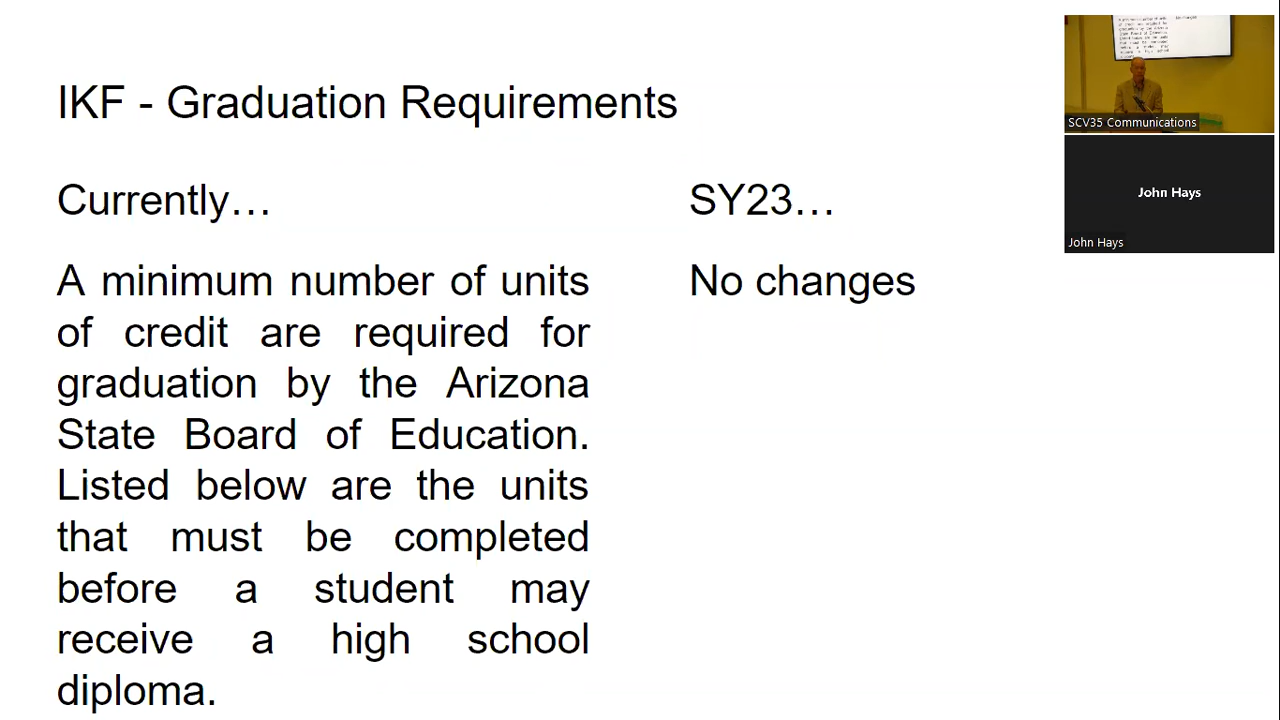 IKF - Graduation Requirements
Currently…
A minimum number of units
of credit are required for
graduation by the Arizona
State Board of Education.
Listed below are the units
that must be completed
before a student may
receive a high school
diploma.
SY23…
No changes
SCV35 Communications
John Hays
John Hays